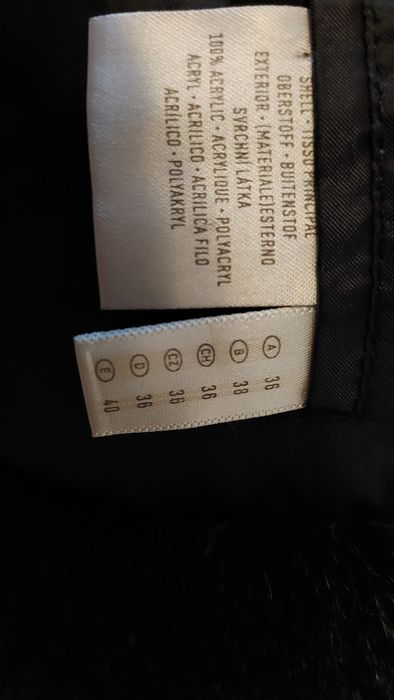 SHELL · TISSU PRINCIPAL
OBERSTOFF · BUITENSTOF
EXTERIOR · (MATERIALE)ESTERNO
SVRCHNÍ LÁTKA
100% ACRYLIC · ACRYLIQUE · POLYACRYL
ACRYL · ACRILICO · ACRILICA FILO
ACRÍLICO · POLYAKRYL
A 36
B 38
CH 36
CZ 36
D 36
E 40